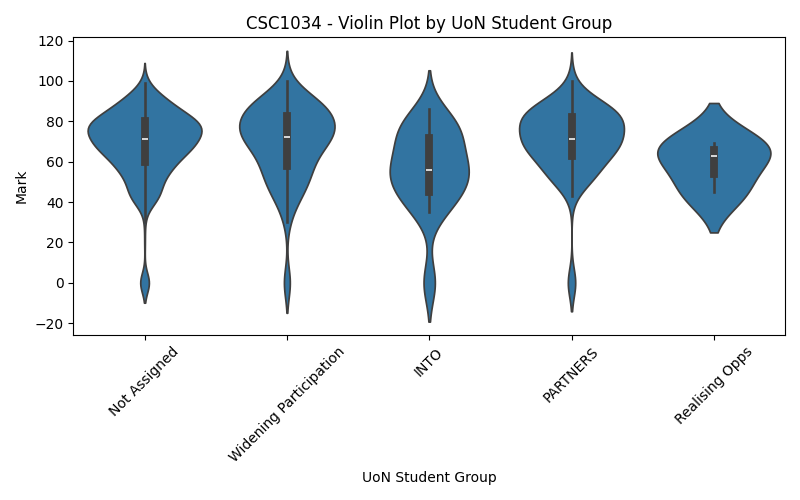 CSC1034 - Violin Plot by UoN Student Group
120
100
80
60
40
20
0
−20
Mark
Not Assigned
Widening Participation
INTO
PARTNERS
Realising Opps
UoN Student Group